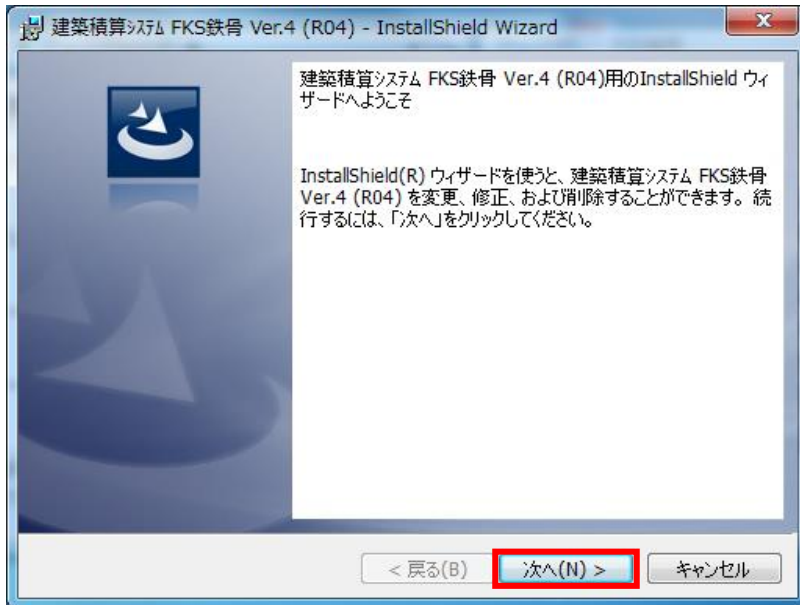 建築積算ｼｽﾃﾑ FKS鉄骨 Ver.4 (R04) - InstallShield Wizard
建築積算ｼｽﾃﾑ FKS鉄骨 Ver.4 (R04)用のInstallShield ウィ
ザードへようこそ
InstallShield(R) ウィザードを使うと、建築積算ｼｽﾃﾑ FKS鉄骨
Ver.4 (R04) を変更、修正、および削除することができます。続
行するには、「次へ」をクリックしてください。
< 戻る(B)
次へ(N) >
キャンセル